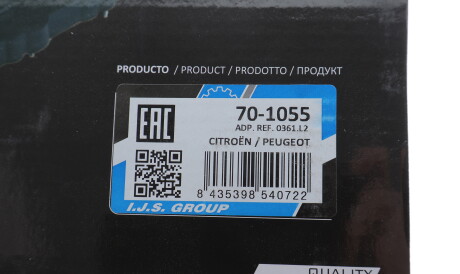 PRODUCTO / PRODUCT / PRODOTTO / ПРОДУКТ
EAC
70-1055
ADP. REF. 0361.L2
CITROËN / PEUGEOT
8 435398 540722
I.J.S. GROUP
QUALITY